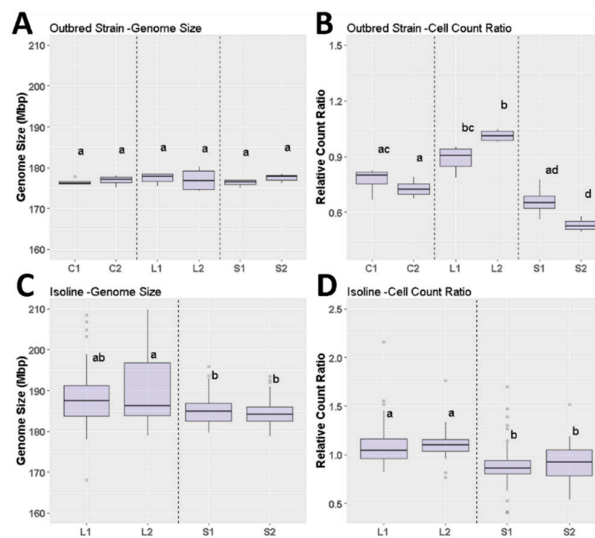 A
Outbred Strain -Genome Size
Genome Size (Mbp)
210
200
190
180
170
160
a a a a a a
C1 C2 L1 L2 S1 S2
B
Outbred Strain -Cell Count Ratio
Relative Count Ratio
1.5
1.2
0.9
0.6
ac a bc b ad d
C1 C2 L1 L2 S1 S2
C
Isoline -Genome Size
Genome Size (Mbp)
210
200
190
180
170
160
ab a b b
L1 L2 S1 S2
D
Isoline -Cell Count Ratio
Relative Count Ratio
2.5
2.0
1.5
1.0
0.5
a a b b
L1 L2 S1 S2